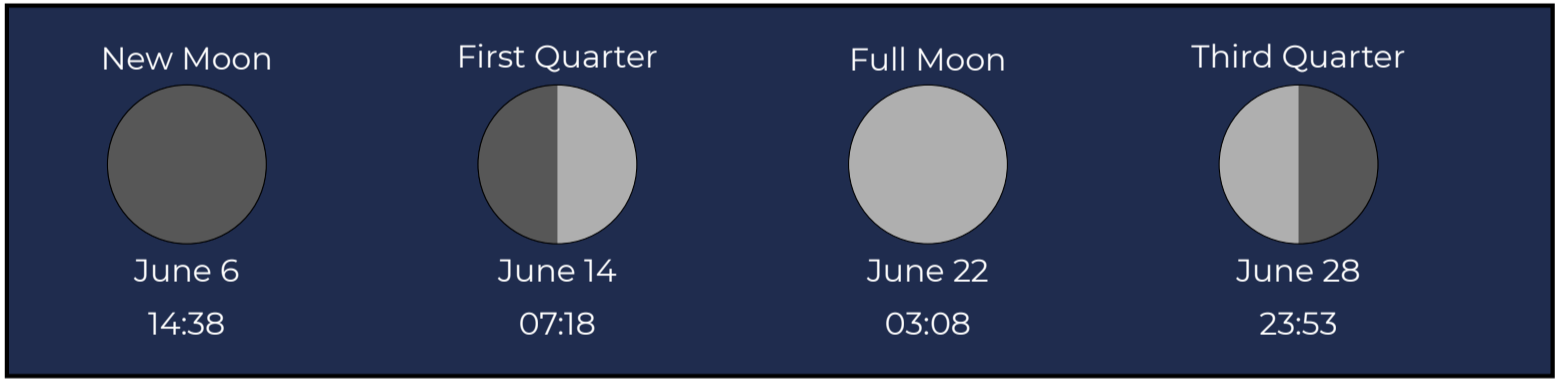 New Moon
June 6
14:38
First Quarter
June 14
07:18
Full Moon
June 22
03:08
Third Quarter
June 28
23:53